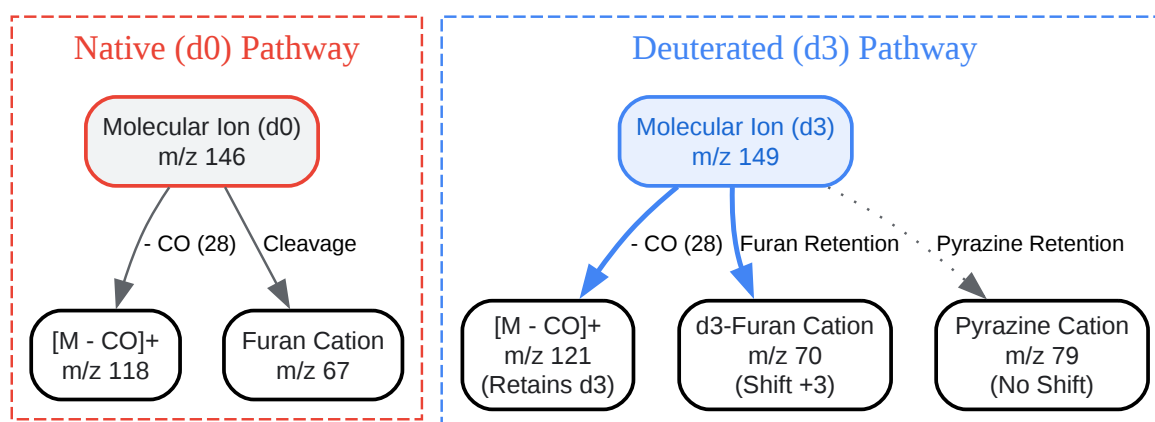 Native (d0) Pathway
Molecular Ion (d0)
m/z 146
- CO (28)
Cleavage
[M - CO]+
m/z 118
Furan Cation
m/z 67
Deuterated (d3) Pathway
Molecular Ion (d3)
m/z 149
- CO (28)
Furan Retention
Pyrazine Retention
[M - CO]+
m/z 121
(Retains d3)
d3-Furan Cation
m/z 70
(Shift +3)
Pyrazine Cation
m/z 79
(No Shift)